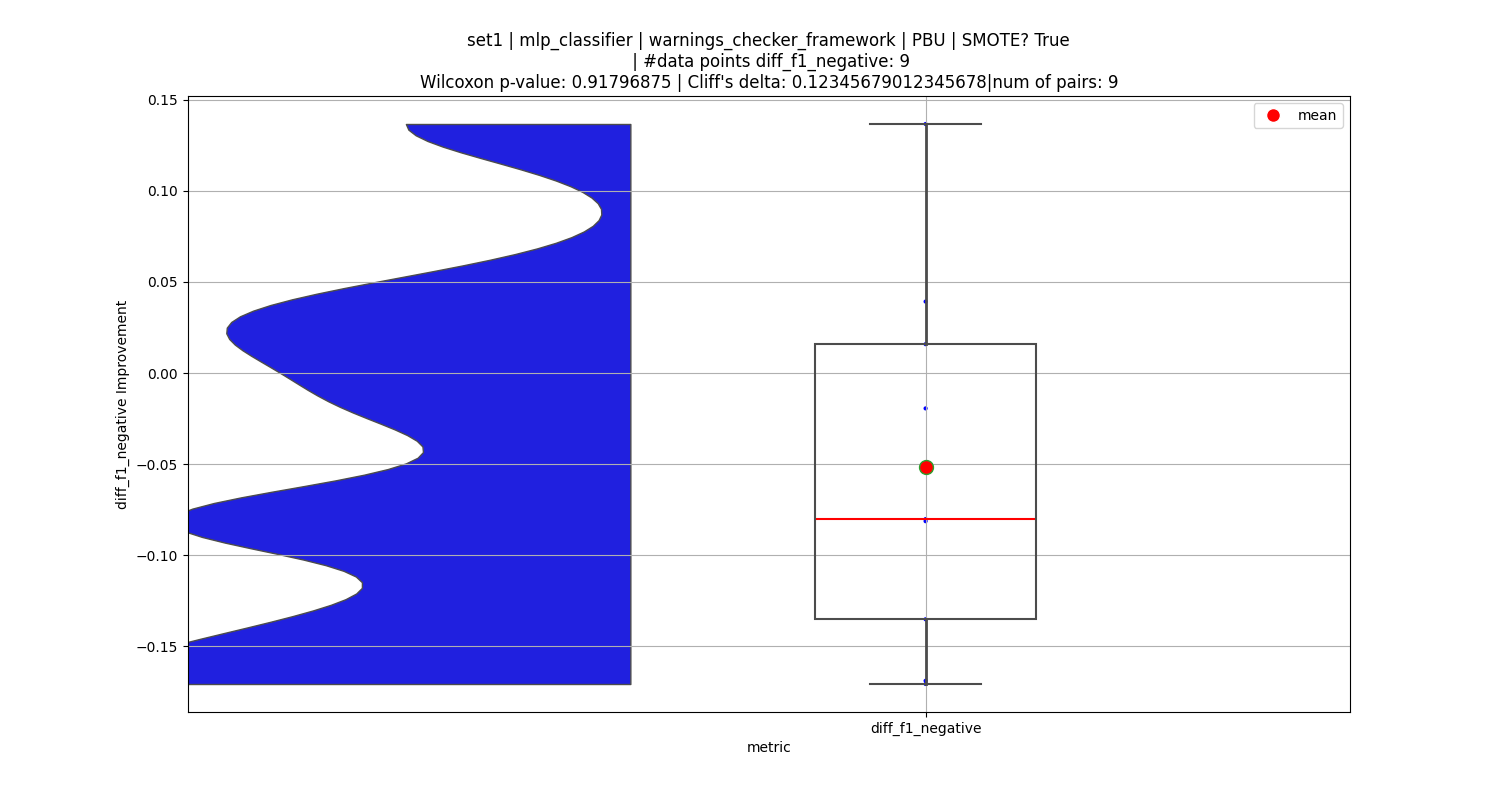 set1 | mlp_classifier | warnings_checker_framework | PBU | SMOTE? True
| #data points diff_f1_negative: 9
Wilcoxon p-value: 0.91796875 | Cliff's delta: 0.12345679012345678|num of pairs: 9
mean
0.15
0.10
0.05
0.00
−0.05
−0.10
−0.15
diff_f1_negative Improvement
diff_f1_negative
metric